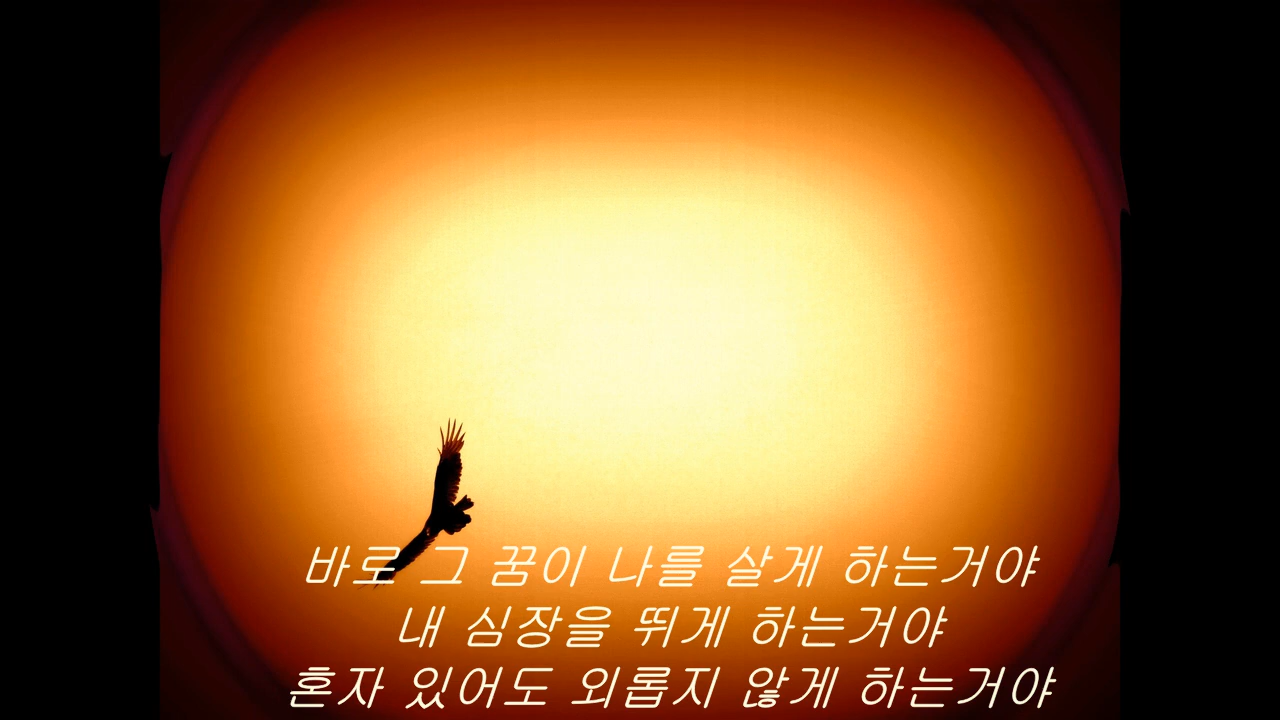 바로 그 꿈이 나를 살게 하는거야
내 심장을 뛰게 하는거야
혼자 있어도 외롭지 않게 하는거야